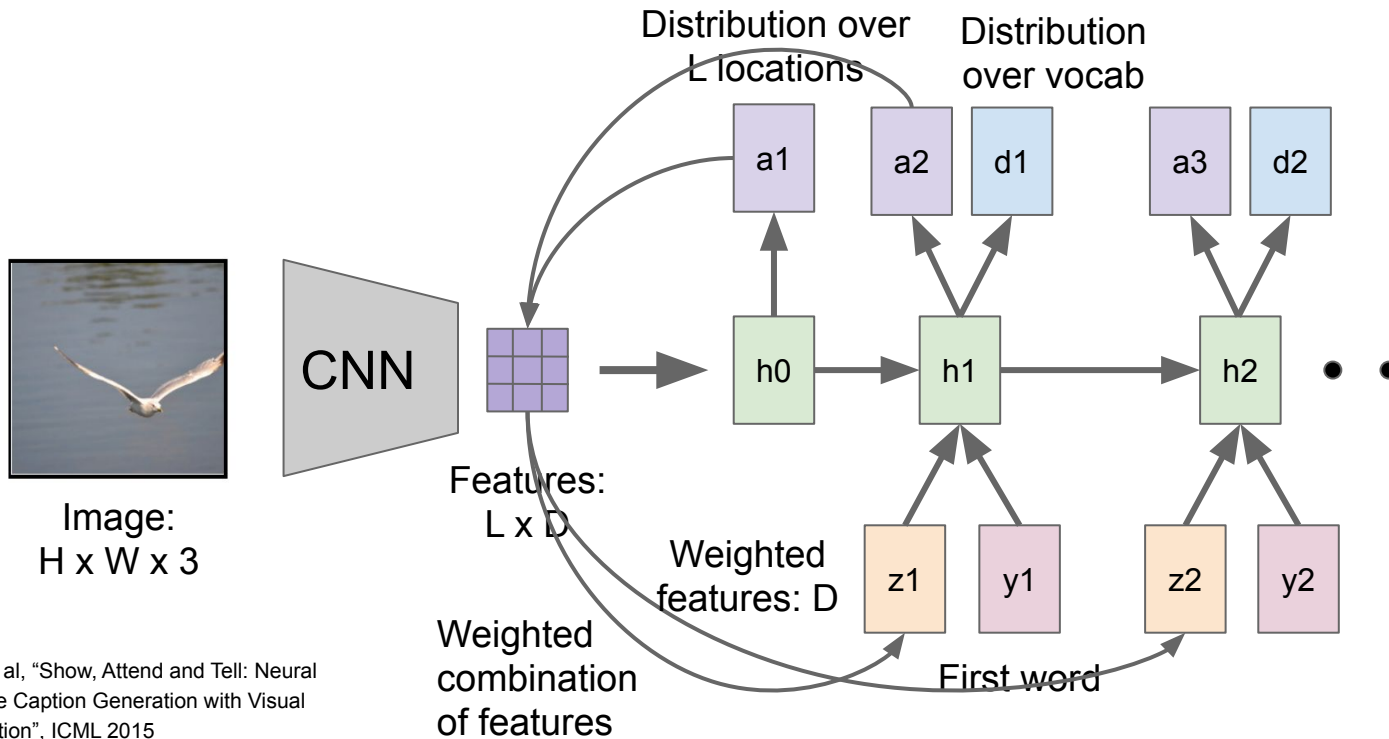 Distribution over
L locations
Distribution
over vocab
a1
a2
d1
a3
d2
CNN
h0
h1
h2
Image:
H x W x 3
Features:
L x D
Weighted
features: D
z1
y1
z2
y2
Weighted
combination
of features
First word
al, “Show, Attend and Tell: Neural
Caption Generation with Visual
ICML 2015